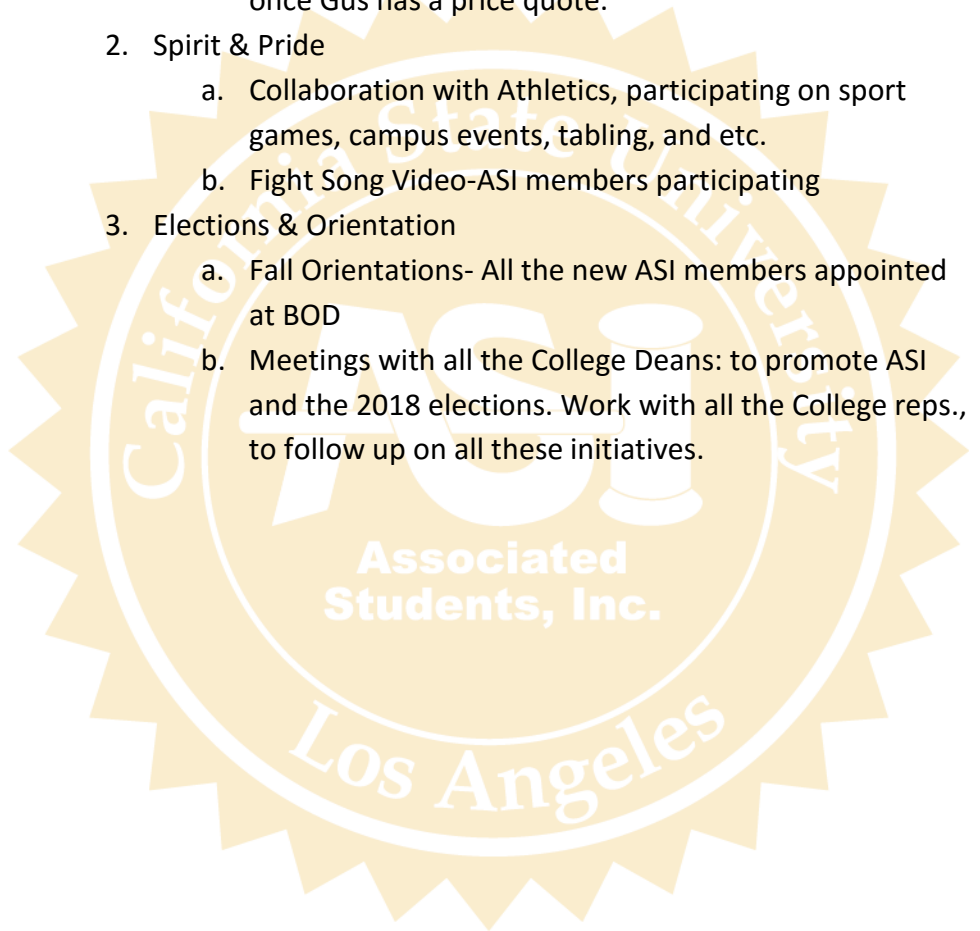 once Gus has a price quote.
2. Spirit & Pride
a. Collaboration with Athletics, participating on sport
games, campus events, tabling, and etc.
b. Fight Song Video-ASI members participating
3. Elections & Orientation
a. Fall Orientations- All the new ASI members appointed
at BOD
b. Meetings with all the College Deans: to promote ASI
and the 2018 elections. Work with all the College reps.,
to follow up on all these initiatives.
California State University
ASI
Associated
Students, Inc.
Los Angeles